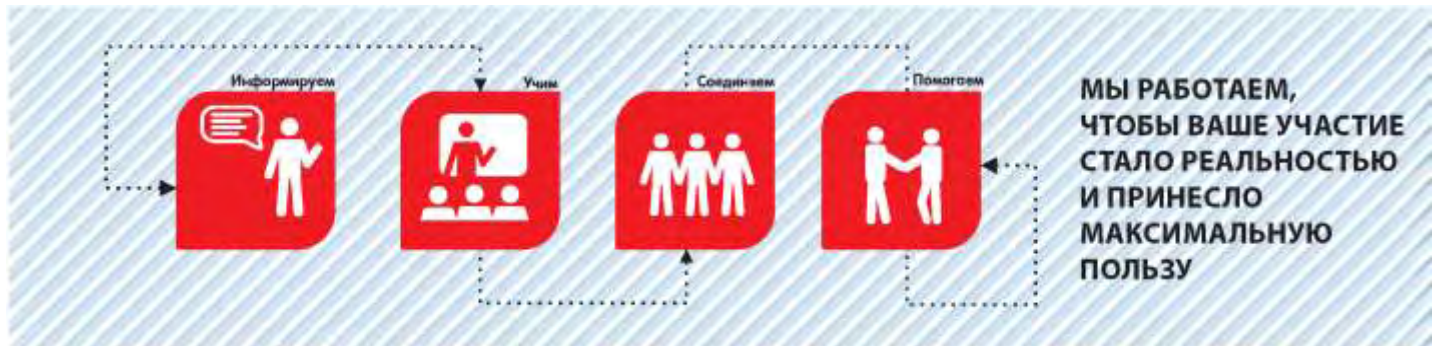 Информируем
Учим
Соединяем
Помогаем
МЫ РАБОТАЕМ,
ЧТОБЫ ВАШЕ УЧАСТИЕ
СТАЛО РЕАЛЬНОСТЬЮ
И ПРИНЕСЛО
МАКСИМАЛЬНУЮ
ПОЛЬЗУ